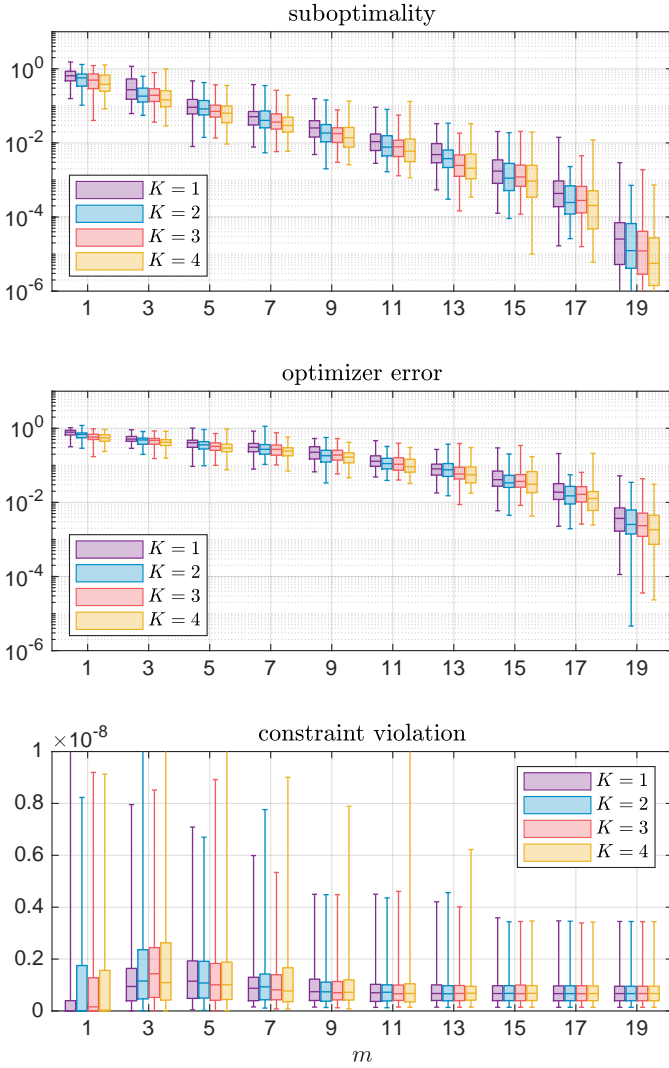 suboptimality
10^0
10^-2
10^-4
10^-6
K = 1
K = 2
K = 3
K = 4
1 3 5 7 9 11 13 15 17 19
optimizer error
10^0
10^-2
10^-4
10^-6
K = 1
K = 2
K = 3
K = 4
1 3 5 7 9 11 13 15 17 19
constraint violation
×10^-8
1
0.8
0.6
0.4
0.2
0
K = 1
K = 2
K = 3
K = 4
1 3 5 7 9 11 13 15 17 19
m